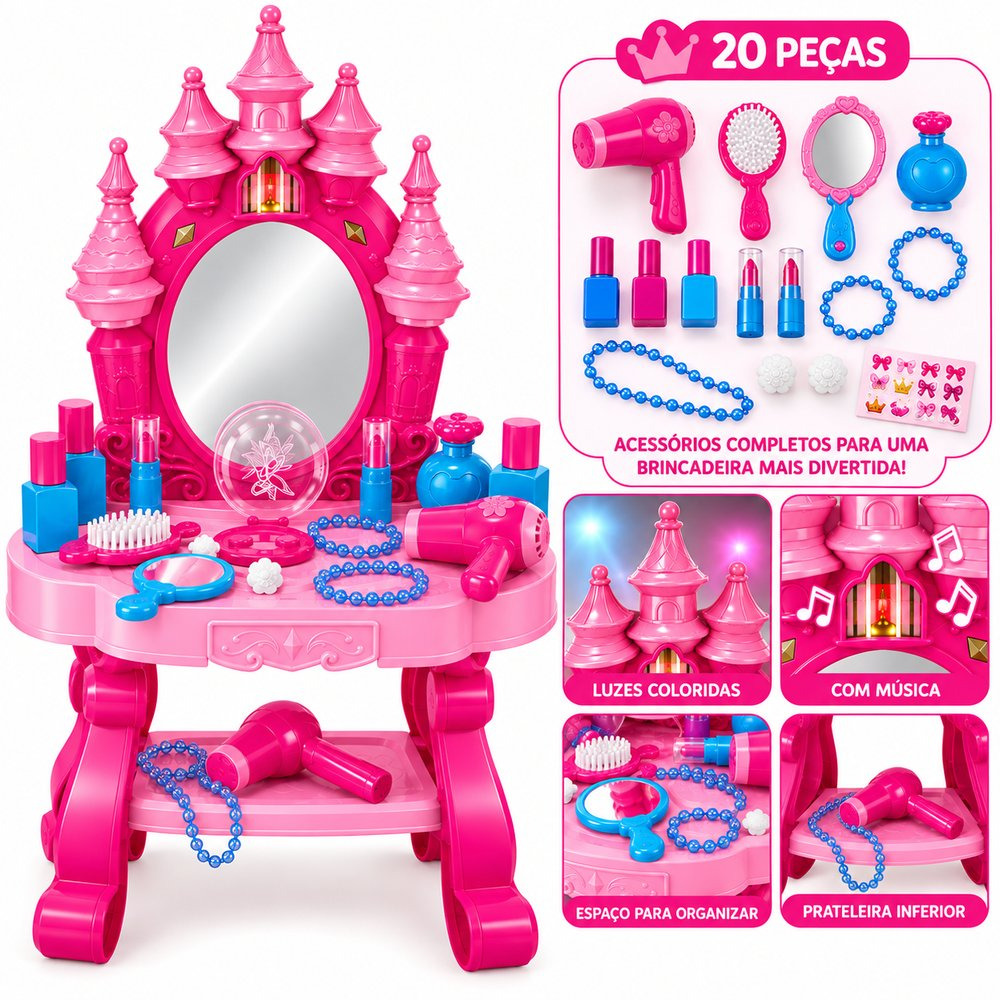 20 PEÇAS
ACESSÓRIOS COMPLETOS PARA UMA
BRINCADEIRA MAIS DIVERTIDA!
LUZES COLORIDAS
COM MÚSICA
ESPAÇO PARA ORGANIZAR
PRATELEIRA INFERIOR